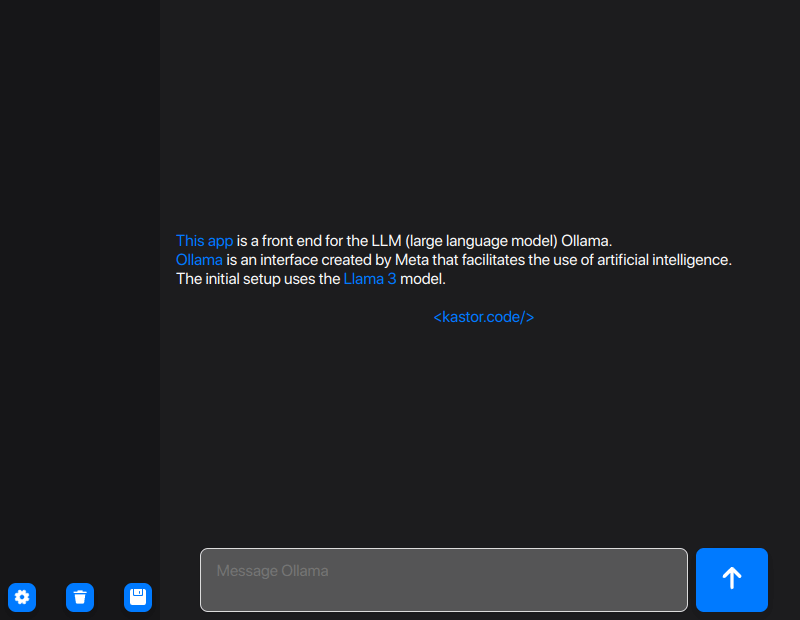 This app is a front end for the LLM (large language model) Ollama.
Ollama is an interface created by Meta that facilitates the use of artificial intelligence.
The initial setup uses the Llama 3 model.
<kastor.code/>
Message Ollama